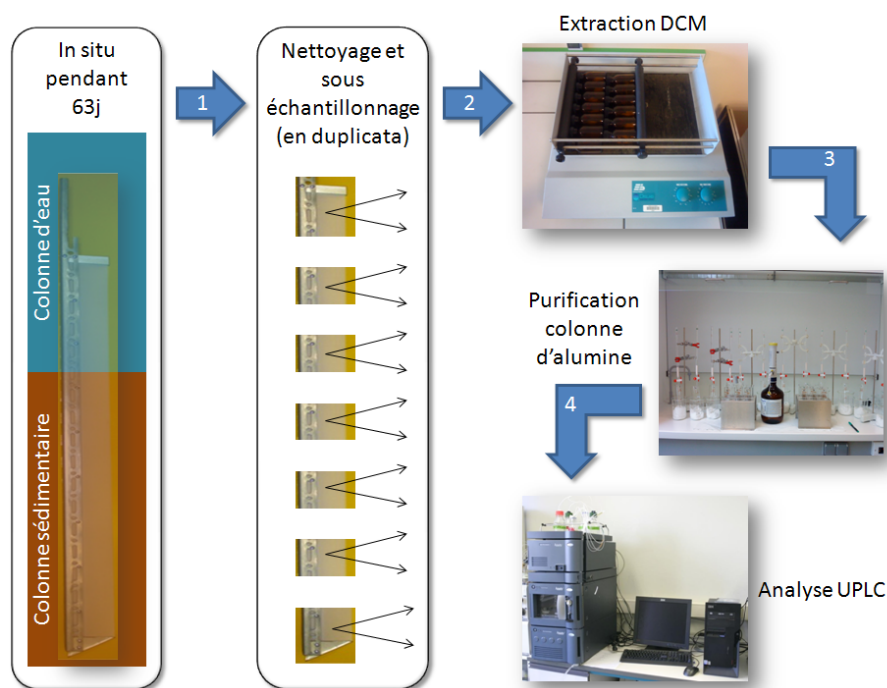 In situ
pendant
63j
Colonne d'eau
Colonne sédimentaire
1
Nettoyage et
sous
échantillonnage
(en duplicata)
2
Extraction DCM
3
Purification
colonne
d'alumine
4
Analyse UPLC